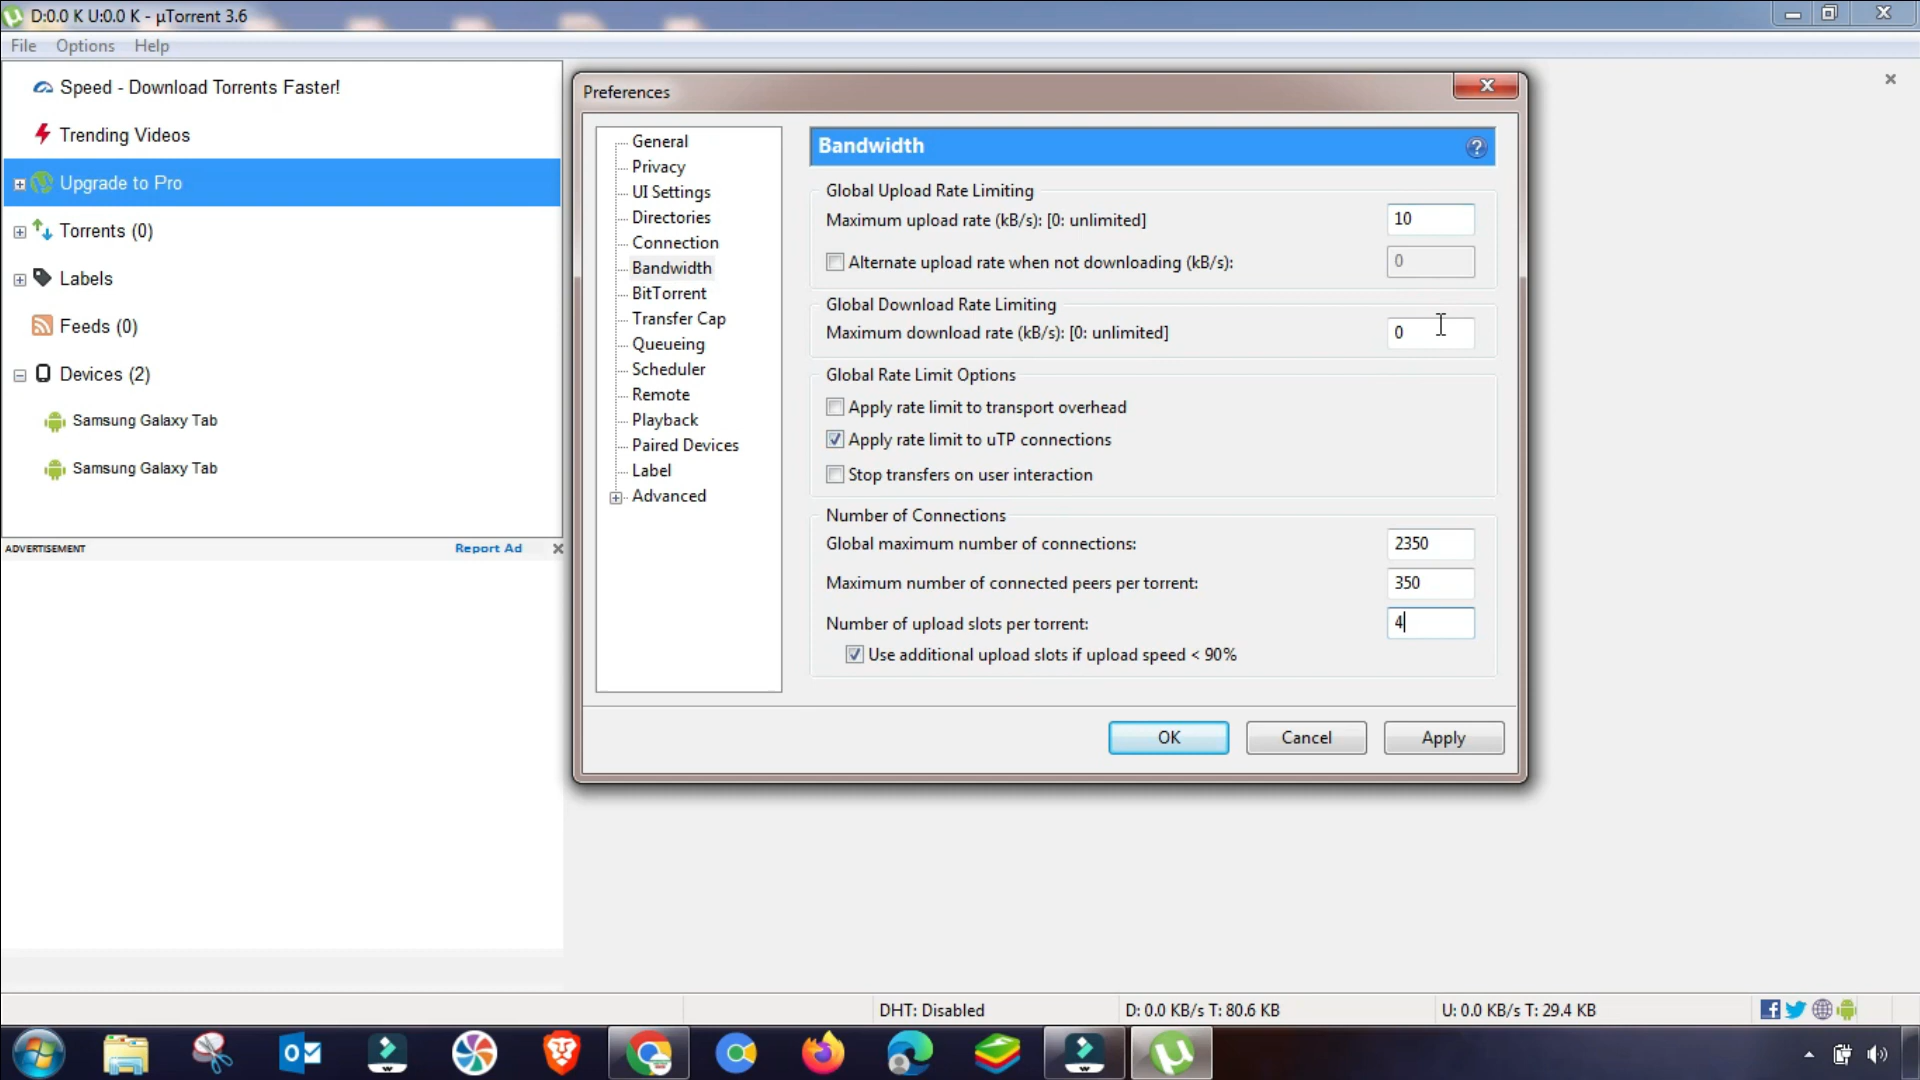 D:0.0 K U:0.0 K - µTorrent 3.6
File Options Help
Speed - Download Torrents Faster!
Trending Videos
Upgrade to Pro
Torrents (0)
Labels
Feeds (0)
Devices (2)
Samsung Galaxy Tab
Samsung Galaxy Tab
ADVERTISEMENT Report Ad
Preferences
General
Privacy
UI Settings
Directories
Connection
Bandwidth
BitTorrent
Transfer Cap
Queueing
Scheduler
Remote
Playback
Paired Devices
Label
Advanced
Bandwidth
Global Upload Rate Limiting
Maximum upload rate (kB/s): [0: unlimited] 10
Alternate upload rate when not downloading (kB/s): 0
Global Download Rate Limiting
Maximum download rate (kB/s): [0: unlimited] 0
Global Rate Limit Options
Apply rate limit to transport overhead
Apply rate limit to uTP connections
Stop transfers on user interaction
Number of Connections
Global maximum number of connections: 2350
Maximum number of connected peers per torrent: 350
Number of upload slots per torrent: 4
Use additional upload slots if upload speed < 90%
OK Cancel Apply
DHT: Disabled D: 0.0 KB/s T: 80.6 KB U: 0.0 KB/s T: 29.4 KB